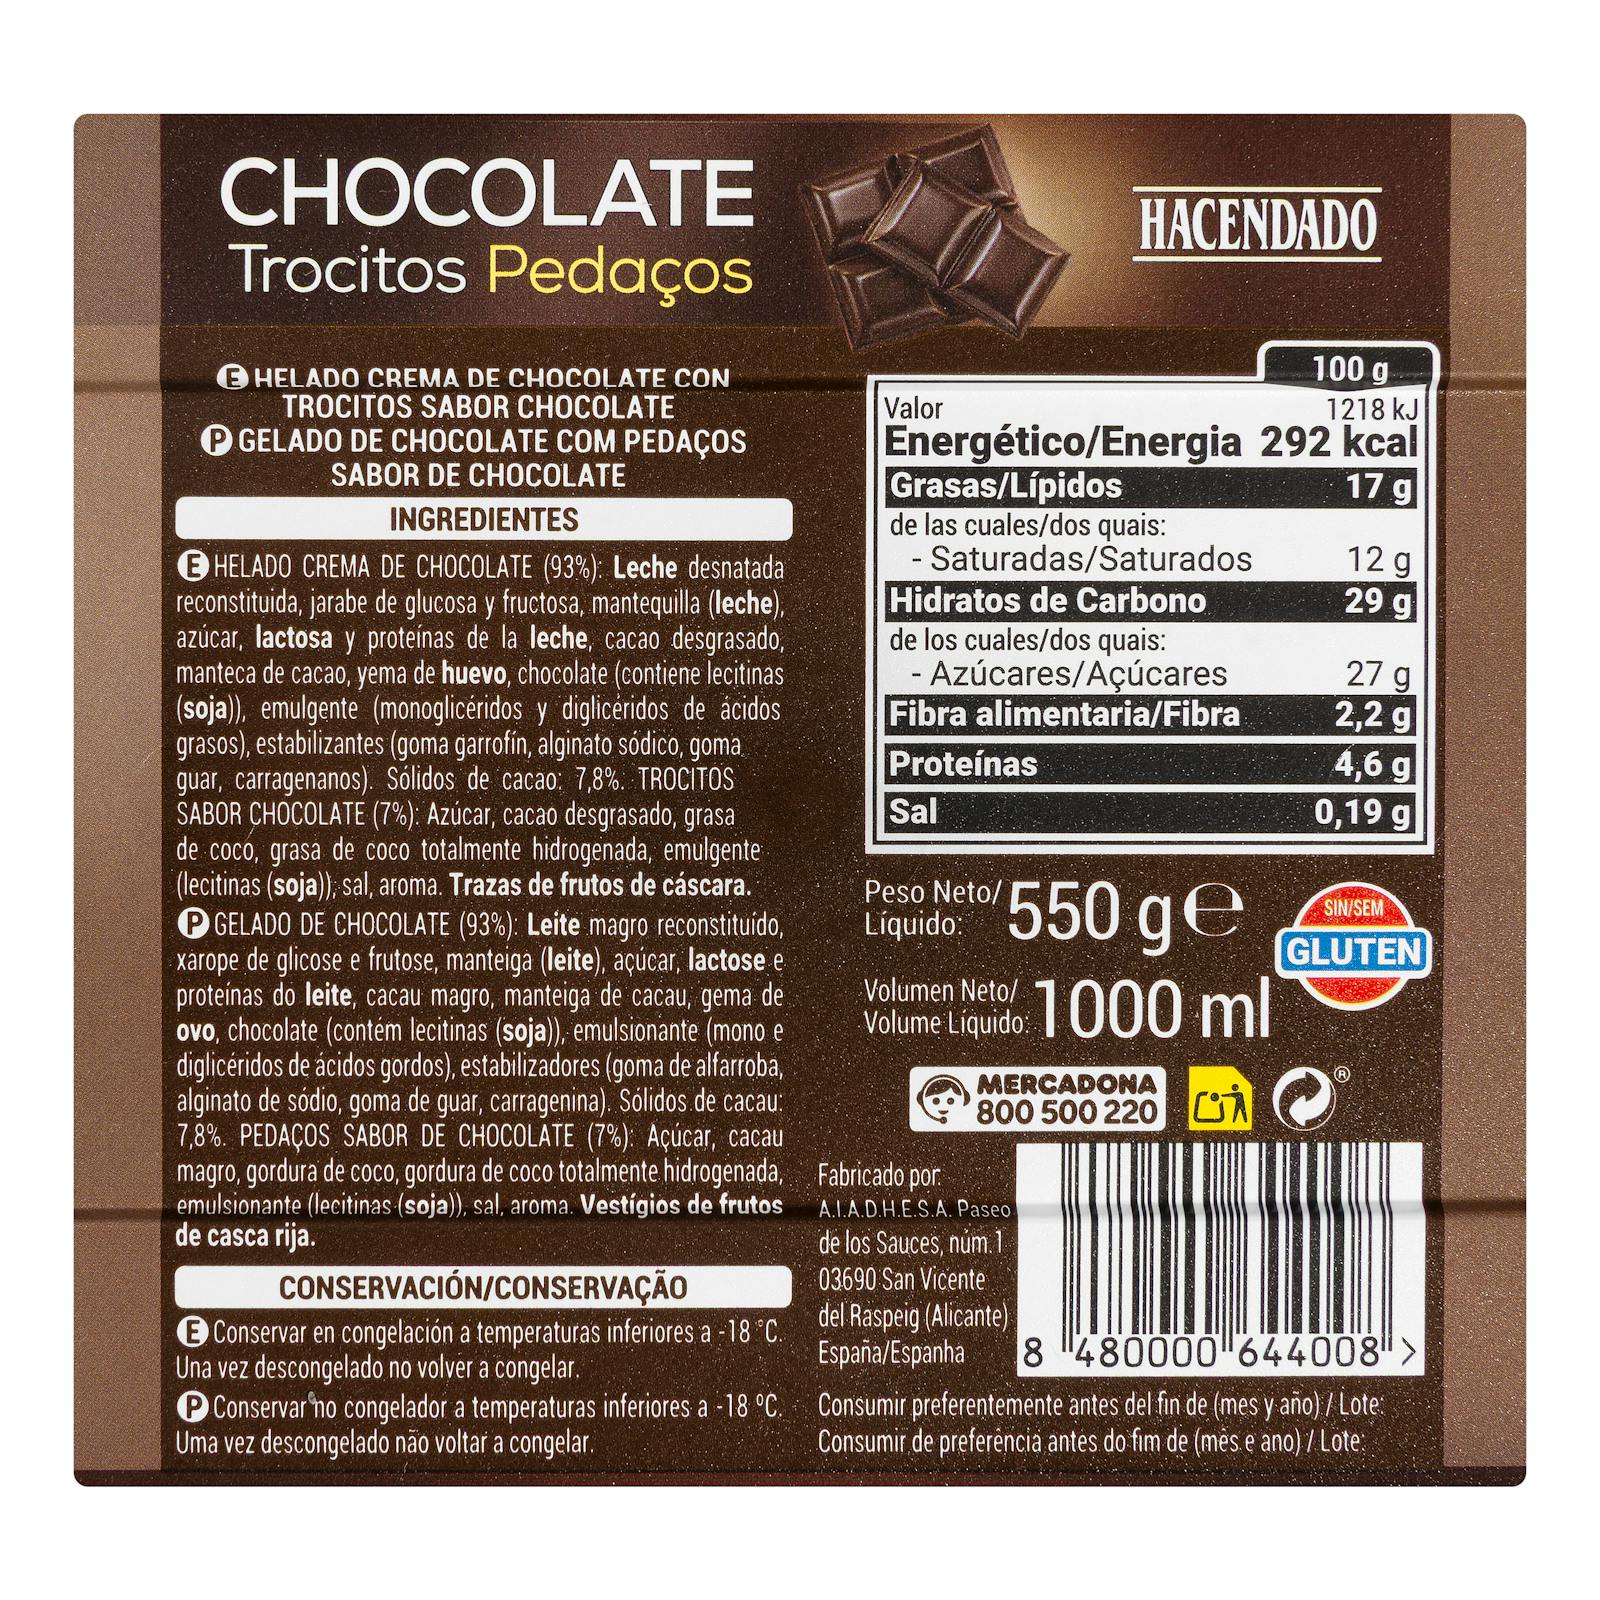 CHOCOLATE
Trocitos Pedaços
HACENDADO
E HELADO CREMA DE CHOCOLATE CON
TROCITOS SABOR CHOCOLATE
P GELADO DE CHOCOLATE COM PEDAÇOS
SABOR DE CHOCOLATE
INGREDIENTES
E HELADO CREMA DE CHOCOLATE (93%): Leche desnatada
reconstituida, jarabe de glucosa y fructosa, mantequilla (leche),
azúcar, lactosa y proteínas de la leche, cacao desgrasado,
manteca de cacao, yema de huevo, chocolate (contiene lecitinas
(soja)), emulgente (monoglicéridos y diglicéridos de ácidos
grasos), estabilizantes (goma garrofín, alginato sódico, goma
guar, carragenanos). Sólidos de cacao: 7,8%. TROCITOS
SABOR CHOCOLATE (7%): Azúcar, cacao desgrasado, grasa
de coco, grasa de coco totalmente hidrogenada, emulgente
(lecitinas (soja)), sal, aroma. Trazas de frutos de cáscara.
P GELADO DE CHOCOLATE (93%): Leite magro reconstituído,
xarope de glicose e frutose, manteiga (leite), açúcar, lactose e
proteínas do leite, cacau magro, manteiga de cacau, gema de
ovo, chocolate (contém lecitinas (soja)), emulsionante (mono e
diglicéridos de ácidos gordos), estabilizadores (goma de alfarroba,
alginato de sódio, goma de guar, carragenina). Sólidos de cacau:
7,8%. PEDAÇOS SABOR DE CHOCOLATE (7%): Açúcar, cacau
magro, gordura de coco, gordura de coco totalmente hidrogenada,
emulsionante (lecitinas (soja)), sal, aroma. Vestígios de frutos
de casca rija.
CONSERVACIÓN/CONSERVAÇÃO
E Conservar en congelación a temperaturas inferiores a -18 °C.
Una vez descongelado no volver a congelar.
P Conservar no congelador a temperaturas inferiores a -18 ºC.
Uma vez descongelado não voltar a congelar.
100 g
Valor 1218 kJ
Energético/Energia 292 kcal
Grasas/Lípidos 17 g
de las cuales/dos quais:
- Saturadas/Saturados 12 g
Hidratos de Carbono 29 g
de los cuales/dos quais:
- Azúcares/Açúcares 27 g
Fibra alimentaria/Fibra 2,2 g
Proteínas 4,6 g
Sal 0,19 g
Peso Neto/
Líquido: 550 g e
SIN/SEM
GLUTEN
Volumen Neto/
Volume Líquido: 1000 ml
MERCADONA
800 500 220
®
Fabricado por:
A.I.A.D.H.E.S.A. Paseo
de los Sauces, núm.1
03690 San Vicente
del Raspeig (Alicante)
España/Espanha
8 480000 644008 >
Consumir preferentemente antes del fin de (mes y año) / Lote:
Consumir de preferência antes do fim de (mês e ano) / Lote: